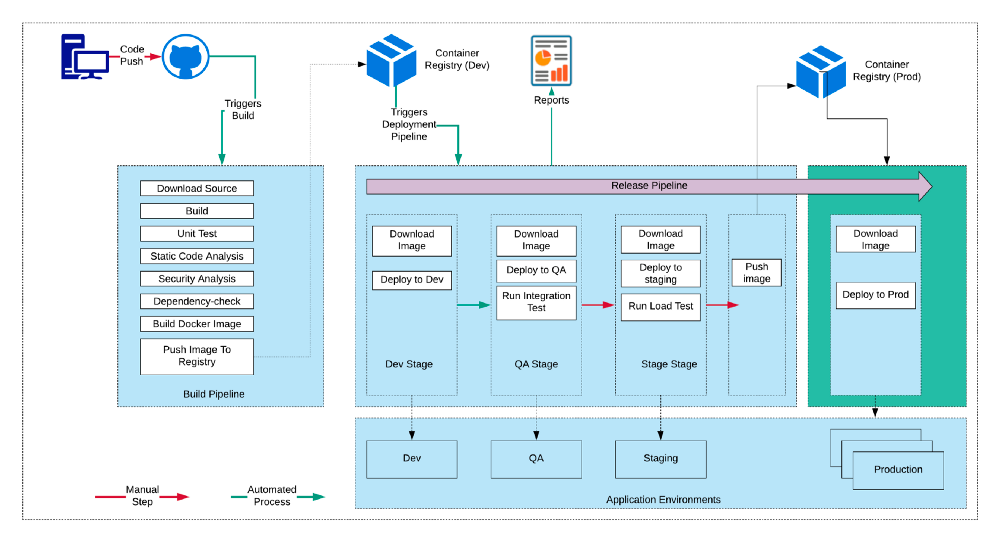 Code
Push
Container
Registry (Dev)
Container
Registry (Prod)
Triggers
Build
Triggers
Deployment
Pipeline
Reports
Download Source
Build
Unit Test
Static Code Analysis
Security Analysis
Dependency-check
Build Docker Image
Push Image To
Registry
Build Pipeline
Release Pipeline
Download
Image
Deploy to Dev
Dev Stage
Download
Image
Deploy to QA
Run Integration
Test
QA Stage
Download
Image
Deploy to
staging
Run Load Test
Stage Stage
Push
image
Download
Image
Deploy to Prod
Dev
QA
Staging
Production
Application Environments
Manual
Step
Automated
Process